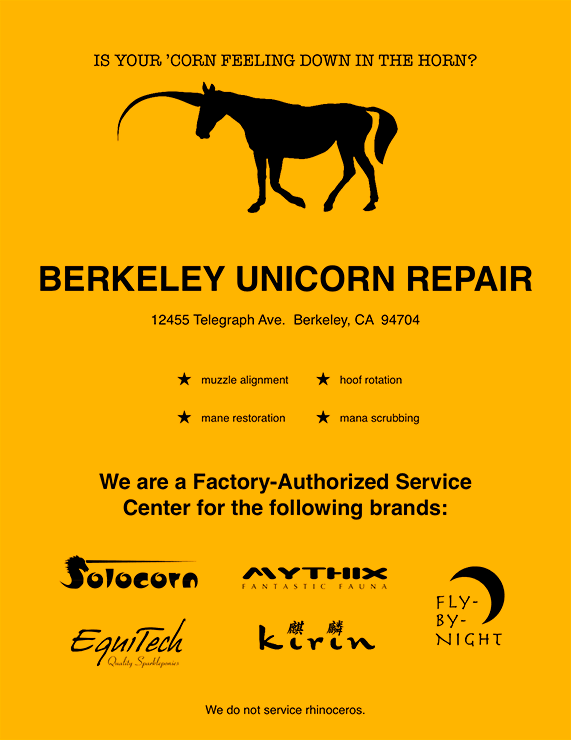 IS YOUR ’CORN FEELING DOWN IN THE HORN?
BERKELEY UNICORN REPAIR
12455 Telegraph Ave.  Berkeley, CA  94704
★ muzzle alignment ★ hoof rotation
★ mane restoration ★ mana scrubbing
We are a Factory-Authorized Service
Center for the following brands:
Solocorn
MYTHIX
FANTASTIC FAUNA
FLY-
BY-
NIGHT
EquiTech
Quality Sparkleponies
麒麟
kirin
We do not service rhinoceros.